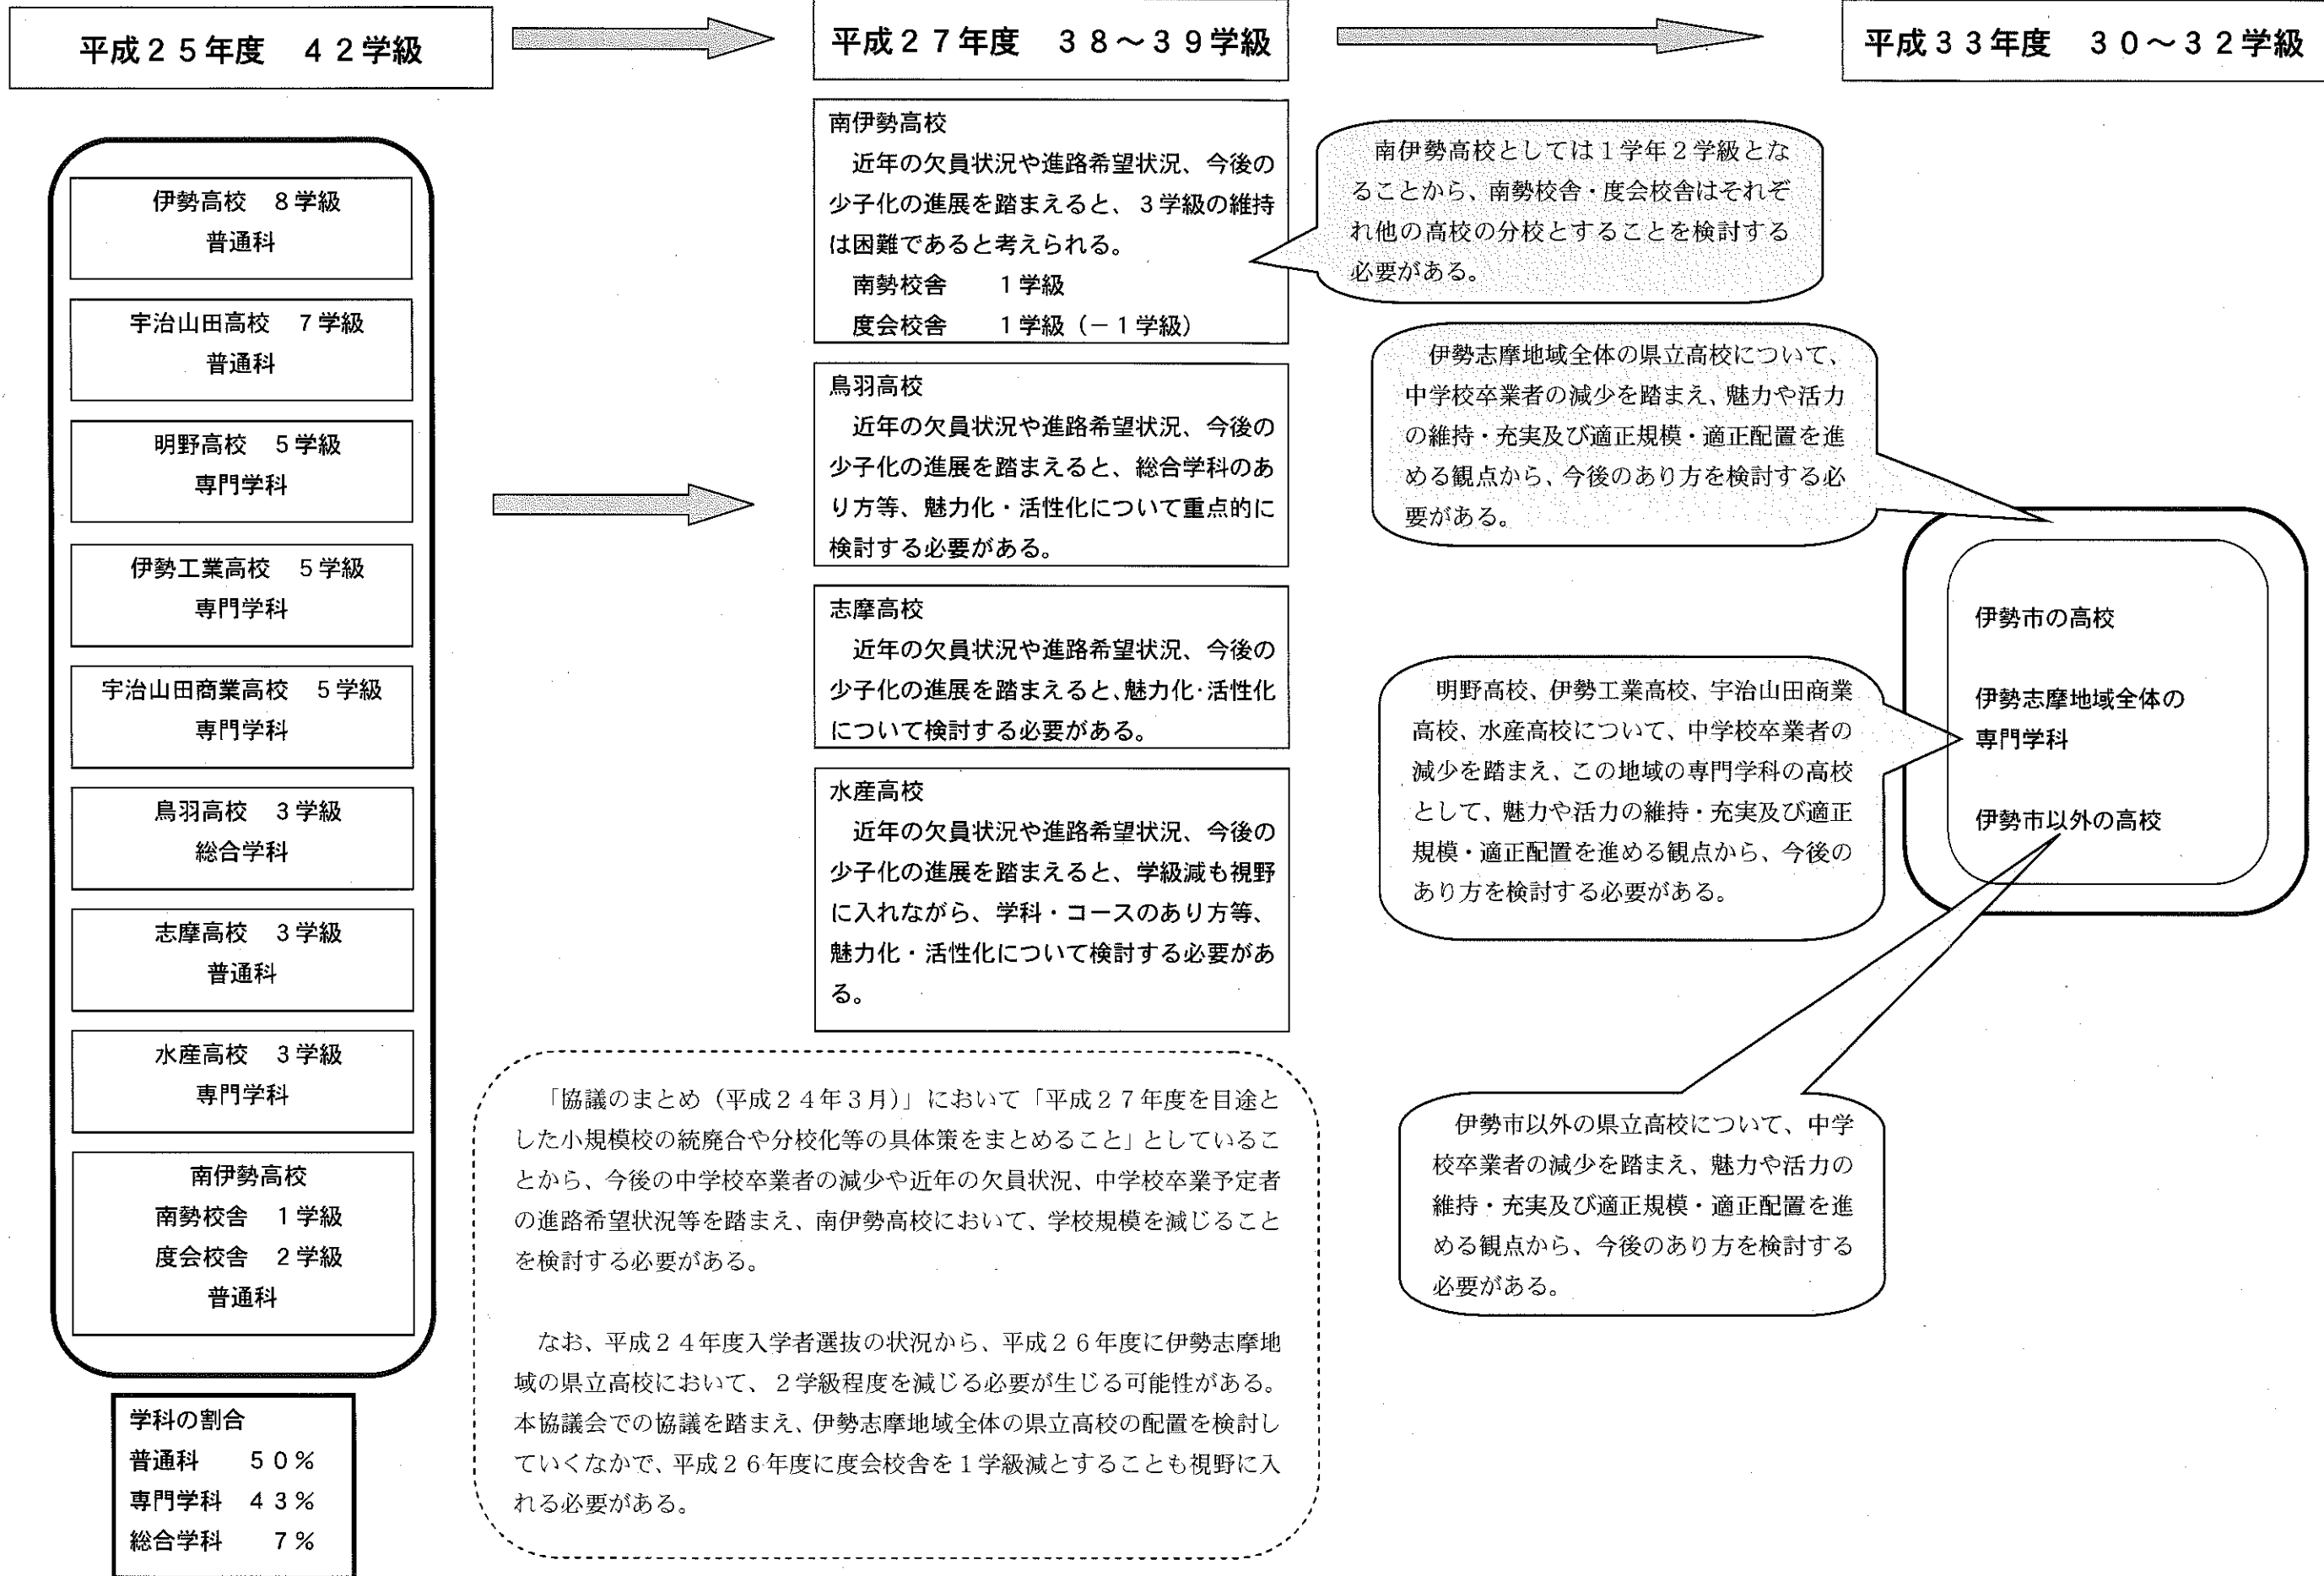 平成２５年度　４２学級
伊勢高校　８学級
普通科
宇治山田高校　７学級
普通科
明野高校　５学級
専門学科
伊勢工業高校　５学級
専門学科
宇治山田商業高校　５学級
専門学科
鳥羽高校　３学級
総合学科
志摩高校　３学級
普通科
水産高校　３学級
専門学科
南伊勢高校
南勢校舎　１学級
度会校舎　２学級
普通科
学科の割合
普通科　５０％
専門学科　４３％
総合学科　７％
平成２７年度　３８～３９学級
南伊勢高校
近年の欠員状況や進路希望状況、今後の
少子化の進展を踏まえると、３学級の維持
は困難であると考えられる。
南勢校舎　１学級
度会校舎　１学級（－１学級）
鳥羽高校
近年の欠員状況や進路希望状況、今後の
少子化の進展を踏まえると、総合学科のあ
り方等、魅力化・活性化について重点的に
検討する必要がある。
志摩高校
近年の欠員状況や進路希望状況、今後の
少子化の進展を踏まえると、魅力化・活性化
について検討する必要がある。
水産高校
近年の欠員状況や進路希望状況、今後の
少子化の進展を踏まえると、学級減も視野
に入れながら、学科・コースのあり方等、
魅力化・活性化について検討する必要があ
る。
「協議のまとめ（平成２４年３月）」において「平成２７年度を目途と
した小規模校の統廃合や分校化等の具体策をまとめること」としているこ
とから、今後の中学校卒業者の減少や近年の欠員状況、中学校卒業予定者
の進路希望状況等を踏まえ、南伊勢高校において、学校規模を減じること
を検討する必要がある。
なお、平成２４年度入学者選抜の状況から、平成２６年度に伊勢志摩地
域の県立高校において、２学級程度を減じる必要が生じる可能性がある。
本協議会での協議を踏まえ、伊勢志摩地域全体の県立高校の配置を検討し
ていくなかで、平成２６年度に度会校舎を１学級減とすることも視野に入
れる必要がある。
平成３３年度　３０～３２学級
南伊勢高校としては１学年２学級とな
ることから、南勢校舎・度会校舎はそれぞ
れ他の高校の分校とすることを検討する
必要がある。
伊勢志摩地域全体の県立高校について、
中学校卒業者の減少を踏まえ、魅力や活力
の維持・充実及び適正規模・適正配置を進
める観点から、今後のあり方を検討する必
要がある。
明野高校、伊勢工業高校、宇治山田商業
高校、水産高校について、中学校卒業者の
減少を踏まえ、この地域の専門学科の高校
として、魅力や活力の維持・充実及び適正
規模・適正配置を進める観点から、今後の
あり方を検討する必要がある。
伊勢市の高校
伊勢志摩地域全体の
専門学科
伊勢市以外の高校
伊勢市以外の県立高校について、中学
校卒業者の減少を踏まえ、魅力や活力の
維持・充実及び適正規模・適正配置を進
める観点から、今後のあり方を検討する
必要がある。